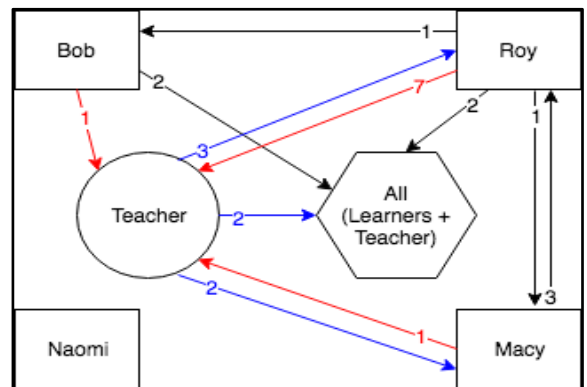 Bob
1
Roy
2
1
3
7
2
1
Teacher
2
All
(Learners +
Teacher)
2
1
3
Naomi
Macy